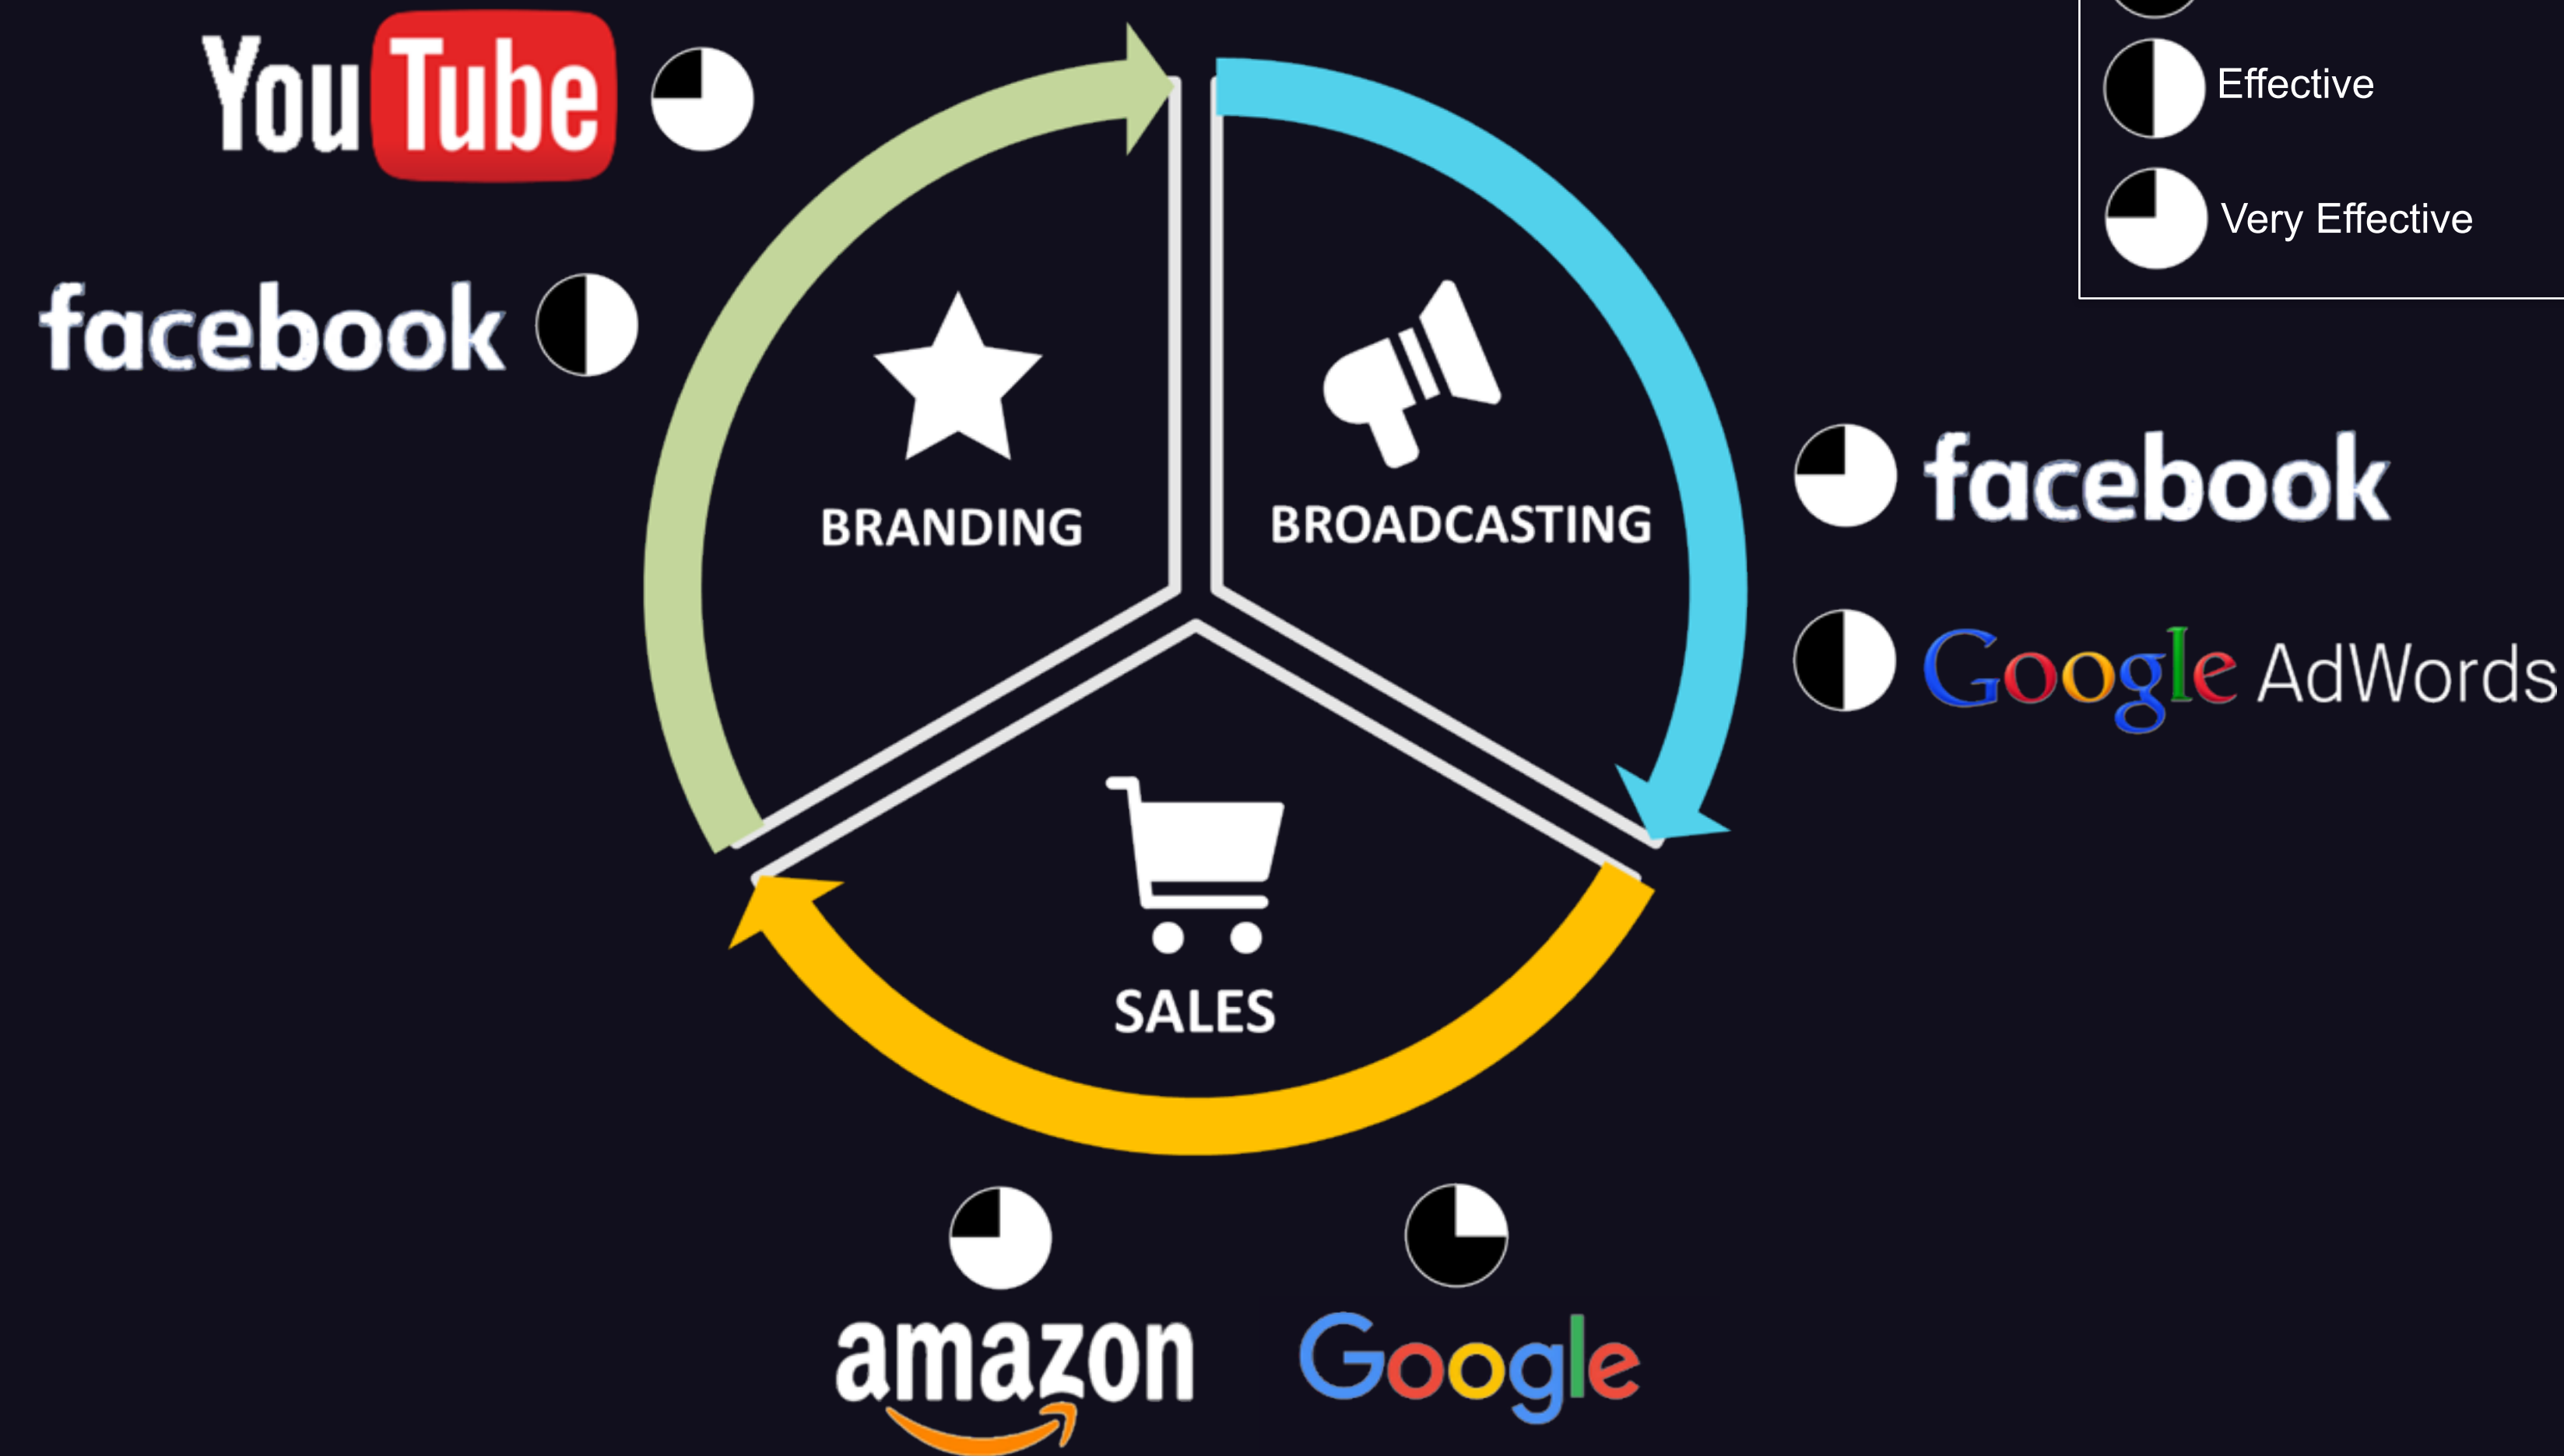 YouTube
Effective
Very Effective
facebook
facebook
BRANDING
BROADCASTING
Google AdWords
SALES
amazon
Google